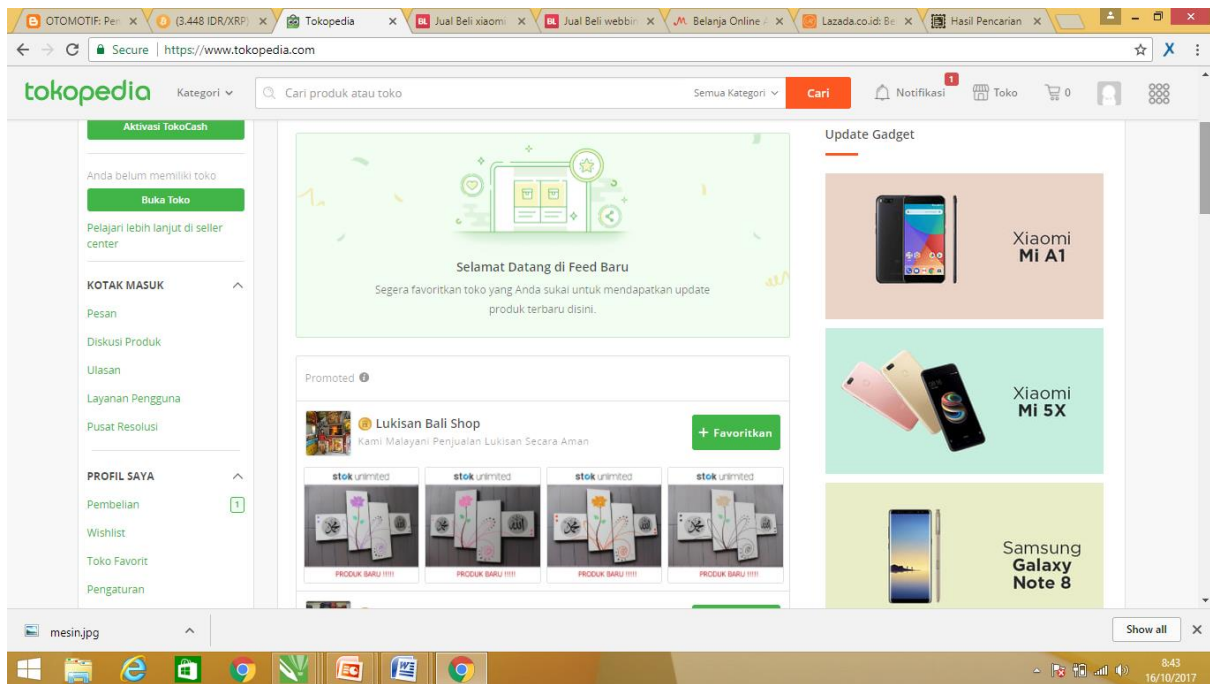 OTOMOTIF: Per
(3.448 IDR/XRP)
Tokopedia
BL Jual Beli xiaomi
BL Jual Beli webbin
Belanja Online
Lazada.co.id: Be
Hasil Pencarian
Secure | https://www.tokopedia.com
tokopedia
Kategori
Cari produk atau toko
Semua Kategori
Cari
1
Notifikasi
Toko
0
Aktivasi TokoCash
Anda belum memiliki toko
Buka Toko
Pelajari lebih lanjut di seller
center
KOTAK MASUK
Pesan
Diskusi Produk
Ulasan
Layanan Pengguna
Pusat Resolusi
PROFIL SAYA
Pembelian 1
Wishlist
Toko Favorit
Pengaturan
Selamat Datang di Feed Baru
Segera favoritkan toko yang Anda sukai untuk mendapatkan update
produk terbaru disini.
Promoted
Lukisan Bali Shop
Kami Malayani Penjualan Lukisan Secara Aman
+ Favoritkan
stok unlimited
stok unlimited
stok unlimited
stok unlimited
PRODUK BARU !!!!!
PRODUK BARU !!!!!
PRODUK BARU !!!!!
PRODUK BARU !!!!!
Update Gadget
Xiaomi
Mi A1
Xiaomi
Mi 5X
Samsung
Galaxy
Note 8
mesin.jpg
Show all
8:43
16/10/2017